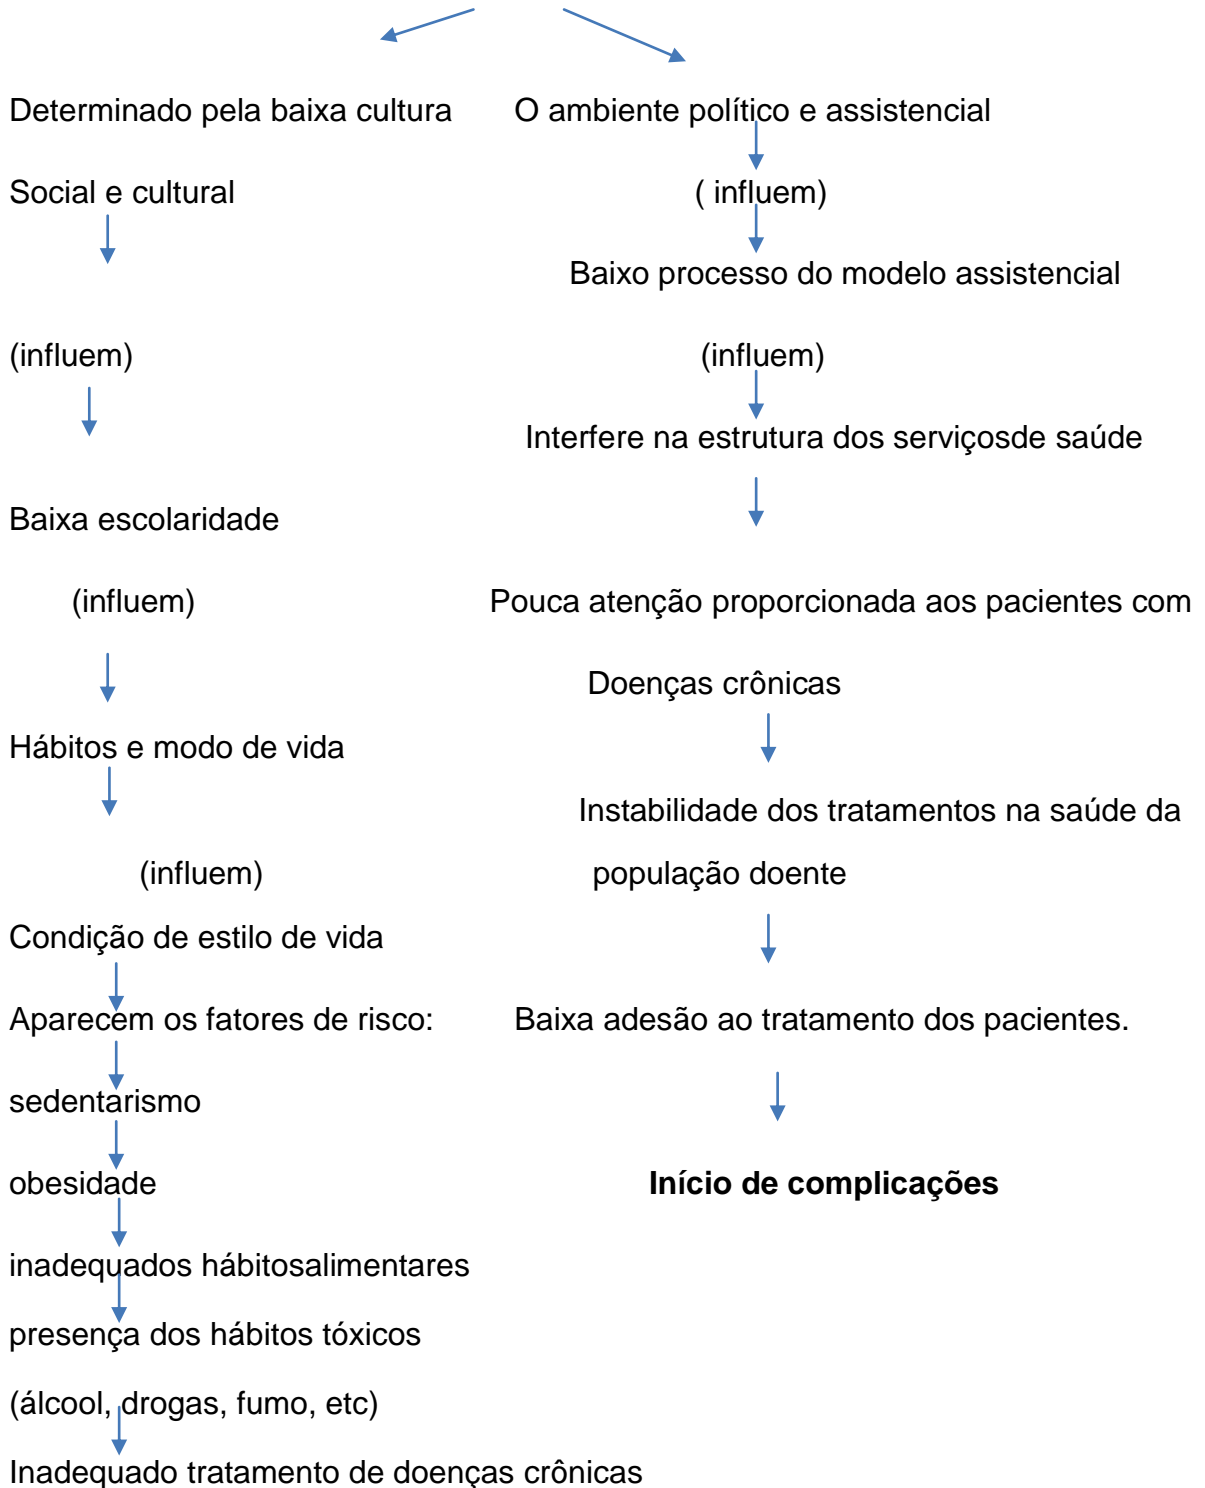 Determinado pela baixa cultura
Social e cultural
(influem)
Baixa escolaridade
(influem)
Hábitos e modo de vida
(influem)
Condição de estilo de vida
Aparecem os fatores de risco:
sedentarismo
obesidade
inadequados hábitosalimentares
presença dos hábitos tóxicos
(álcool, drogas, fumo, etc)
Inadequado tratamento de doenças crônicas
O ambiente político e assistencial
( influem)
Baixo processo do modelo assistencial
(influem)
Interfere na estrutura dos serviçosde saúde
Pouca atenção proporcionada aos pacientes com
Doenças crônicas
Instabilidade dos tratamentos na saúde da
população doente
Baixa adesão ao tratamento dos pacientes.
Início de complicações